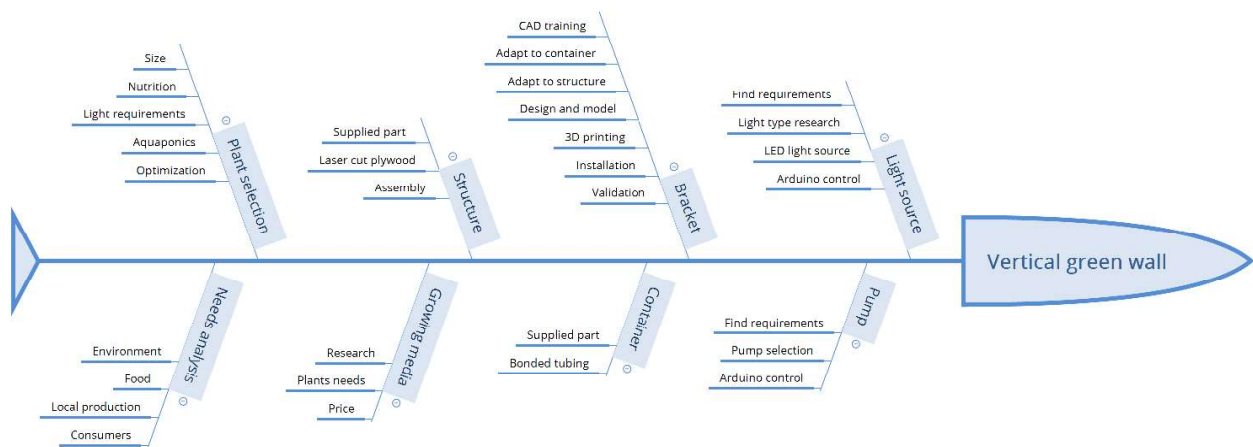 Size
Nutrition
Light requirements
Aquaponics
Optimization
Plant selection
Supplied part
Laser cut plywood
Assembly
Structure
CAD training
Adapt to container
Adapt to structure
Design and model
3D printing
Installation
Validation
Bracket
Find requirements
Light type research
LED light source
Arduino control
Light source
Vertical green wall
Needs analysis
Environment
Food
Local production
Consumers
Growing media
Research
Plants needs
Price
Container
Supplied part
Bonded tubing
Pump
Find requirements
Pump selection
Arduino control